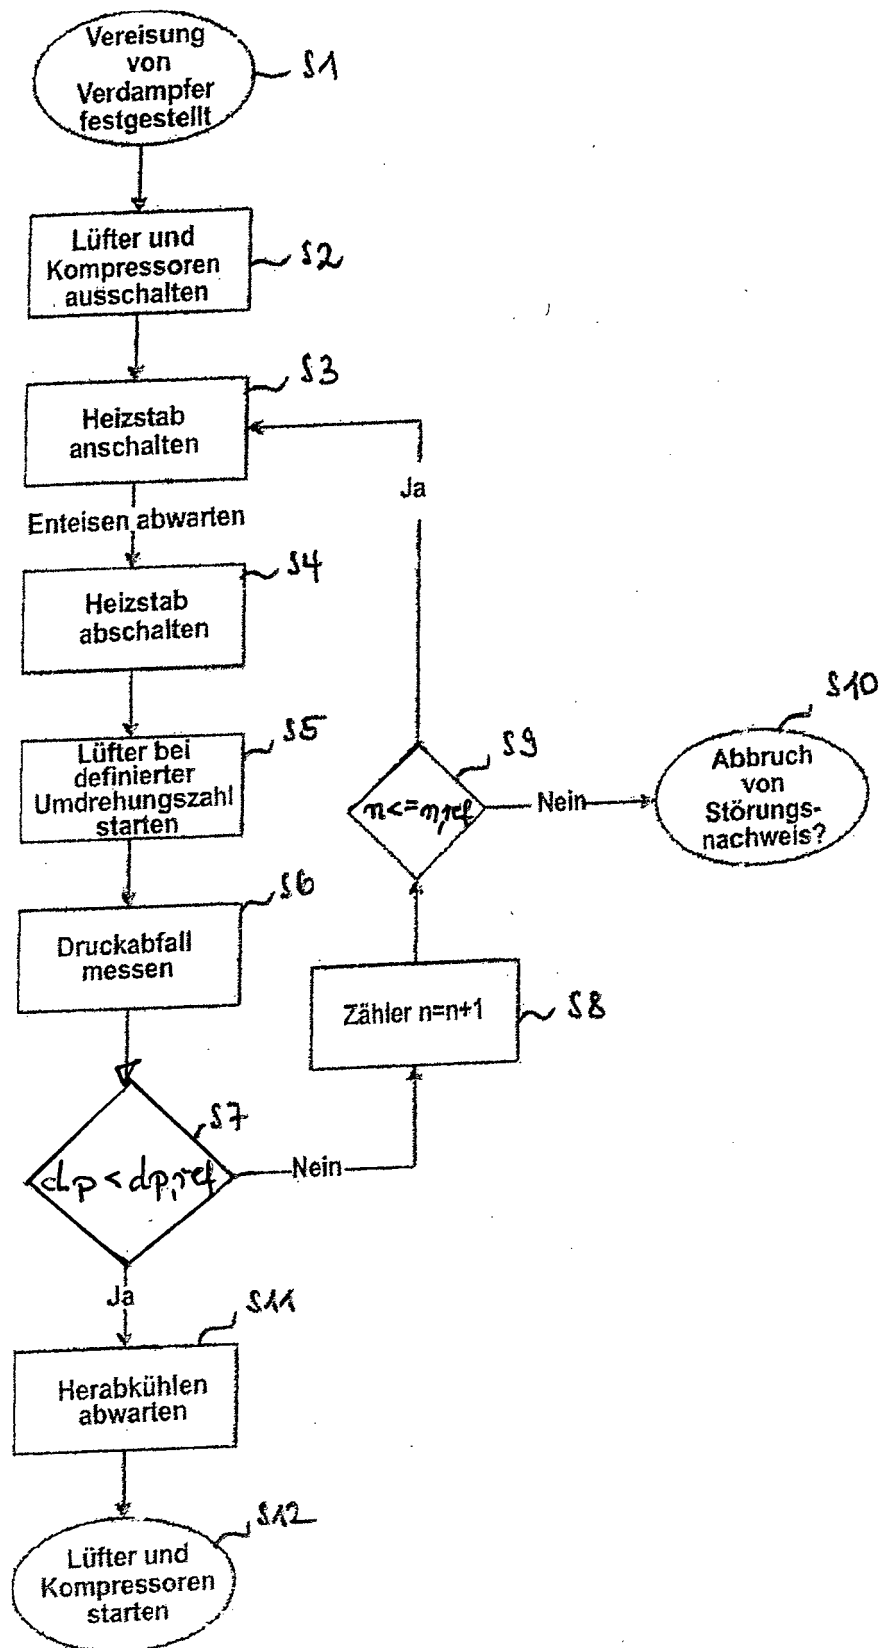 Vereisung
von
Verdampfer
festgestellt
S1
Lüfter und
Kompressoren
ausschalten
S2
S3
Heizstab
anschalten
Ja
Enteisen abwarten
S4
Heizstab
abschalten
S5
Lüfter bei
definierter
Umdrehungszahl
starten
S6
Druckabfall
messen
S7
dp < dp,ref
Nein
Zähler n=n+1
S8
S9
n<=n,ref
Nein
S10
Abbruch
von
Störungs-
nachweis?
Ja
S11
Herabkühlen
abwarten
S12
Lüfter und
Kompressoren
starten